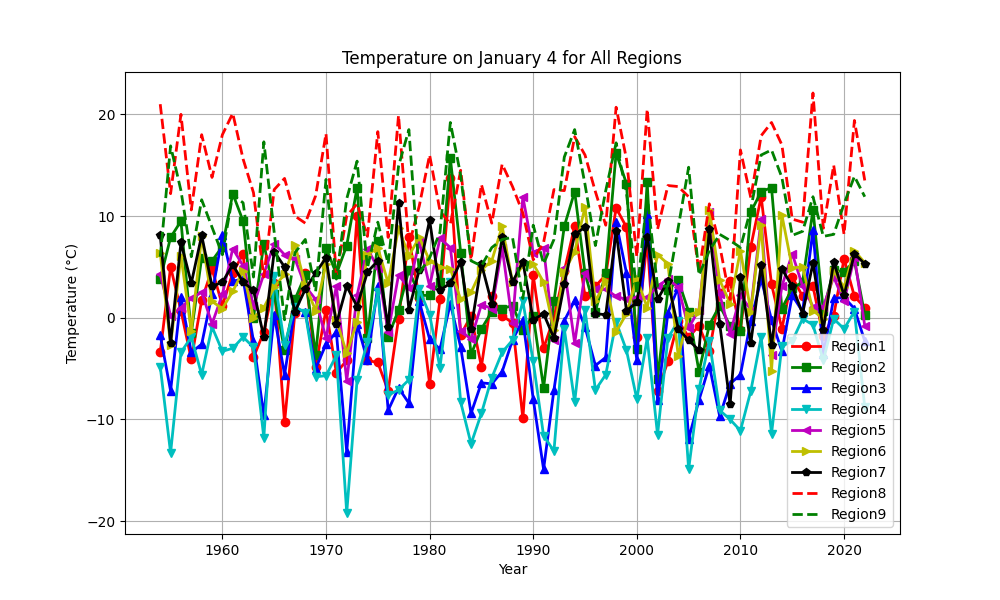 Temperature on January 4 for All Regions
Temperature (°C)
20
10
0
−10
−20
1960 1970 1980 1990 2000 2010 2020
Year
Region1
Region2
Region3
Region4
Region5
Region6
Region7
Region8
Region9